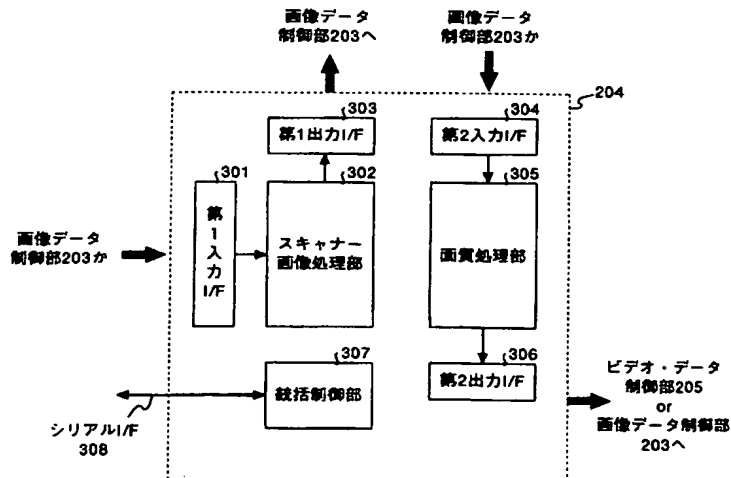 画像データ
制御部203へ
画像データ
制御部203か
204
303
第1出力I/F
304
第2入力I/F
301
第1入力I/F
302
スキャナー
画像処理部
305
画質処理部
画像データ
制御部203か
307
統括制御部
306
第2出力I/F
シリアルI/F
308
ビデオ・データ
制御部205
or
画像データ制御部
203へ